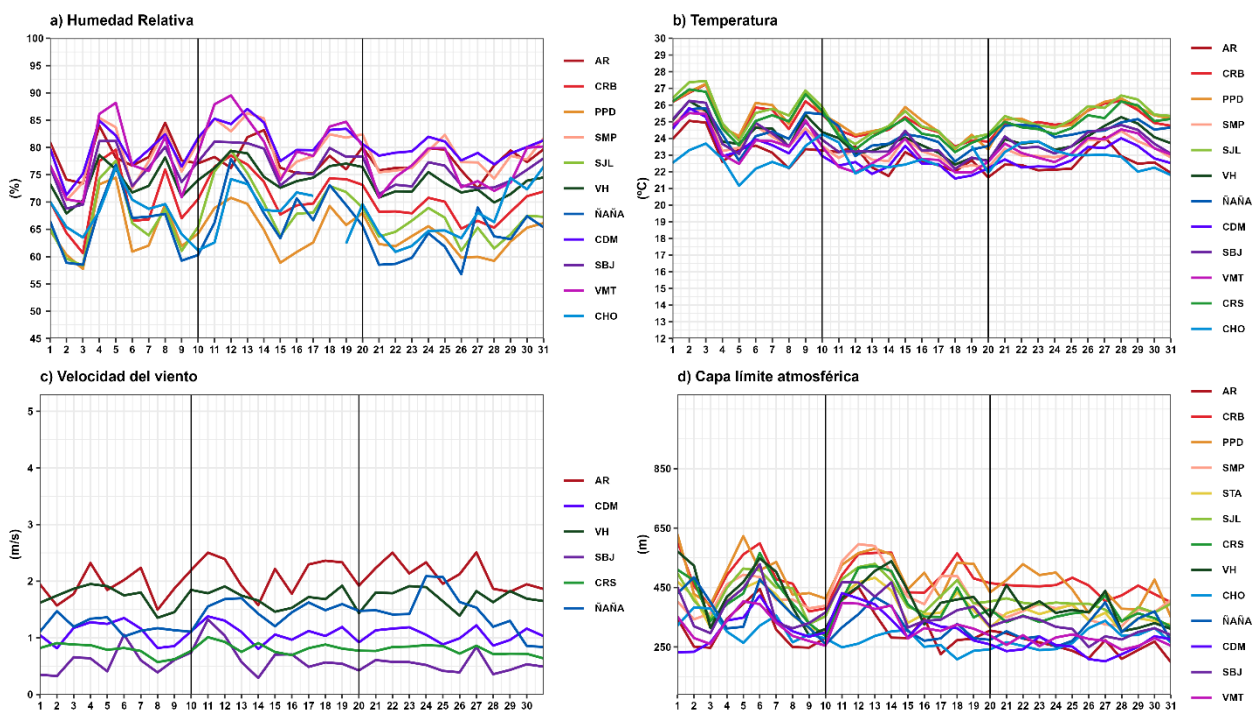 a) Humedad Relativa
(%)
100
95
90
85
80
75
70
65
60
55
50
45
1 2 3 4 5 6 7 8 9 10 11 12 13 14 15 16 17 18 19 20 21 22 23 24 25 26 27 28 29 30 31
AR
CRB
PPD
SMP
SJL
VH
ÑAÑA
CDM
SBJ
VMT
CHO
b) Temperatura
(ºC)
30
29
28
27
26
25
24
23
22
21
20
19
18
17
16
15
14
13
12
1 2 3 4 5 6 7 8 9 10 11 12 13 14 15 16 17 18 19 20 21 22 23 24 25 26 27 28 29 30 31
AR
CRB
PPD
SMP
SJL
VH
ÑAÑA
CDM
SBJ
VMT
CRS
CHO
c) Velocidad del viento
(m/s)
5
4
3
2
1
0
1 2 3 4 5 6 7 8 9 10 11 12 13 14 15 16 17 18 19 20 21 22 23 24 25 26 27 28 29 30
AR
CDM
VH
SBJ
CRS
ÑAÑA
d) Capa límite atmosférica
(m)
850
650
450
250
1 2 3 4 5 6 7 8 9 10 11 12 13 14 15 16 17 18 19 20 21 22 23 24 25 26 27 28 29 30 31
AR
CRB
PPD
SMP
STA
SJL
CRS
VH
CHO
ÑAÑA
CDM
SBJ
VMT